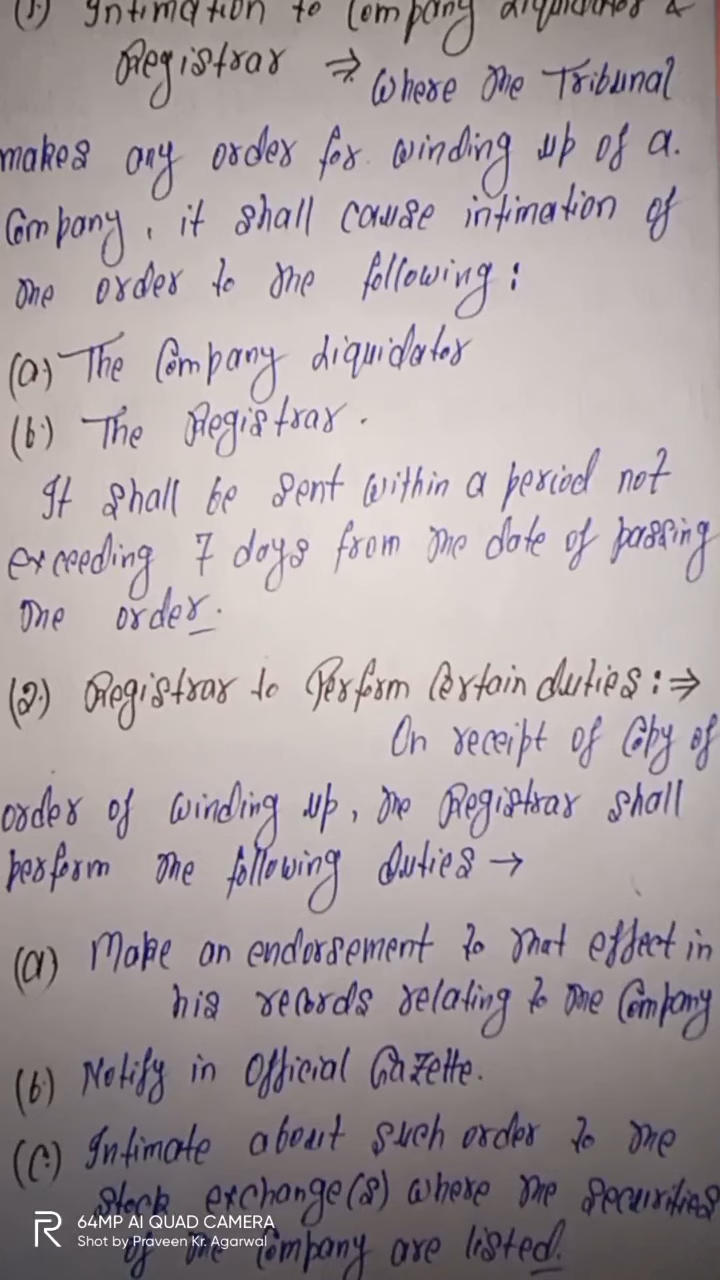 (1.) Intimation to Company Liquidator &
Registrar ⇒ Where the Tribunal
makes any order for winding up of a.
Company, it shall cause intimation of
the order to the following:
(a) The Company Liquidator
(b.) The Registrar.
It shall be sent within a period not
exceeding 7 days from the date of passing
the order.
(2.) Registrar to Perform Certain duties: ⇒
On receipt of Copy of
order of winding up, the Registrar shall
perform the following duties →
(a) Make an endorsement to that effect in
his records relating to the Company
(b) Notify in Official Gazette.
(c) Intimate about such order to the
stock exchange(s) where the securities
of the Company are listed.
R 64MP AI QUAD CAMERA
Shot by Praveen Kr. Agarwal